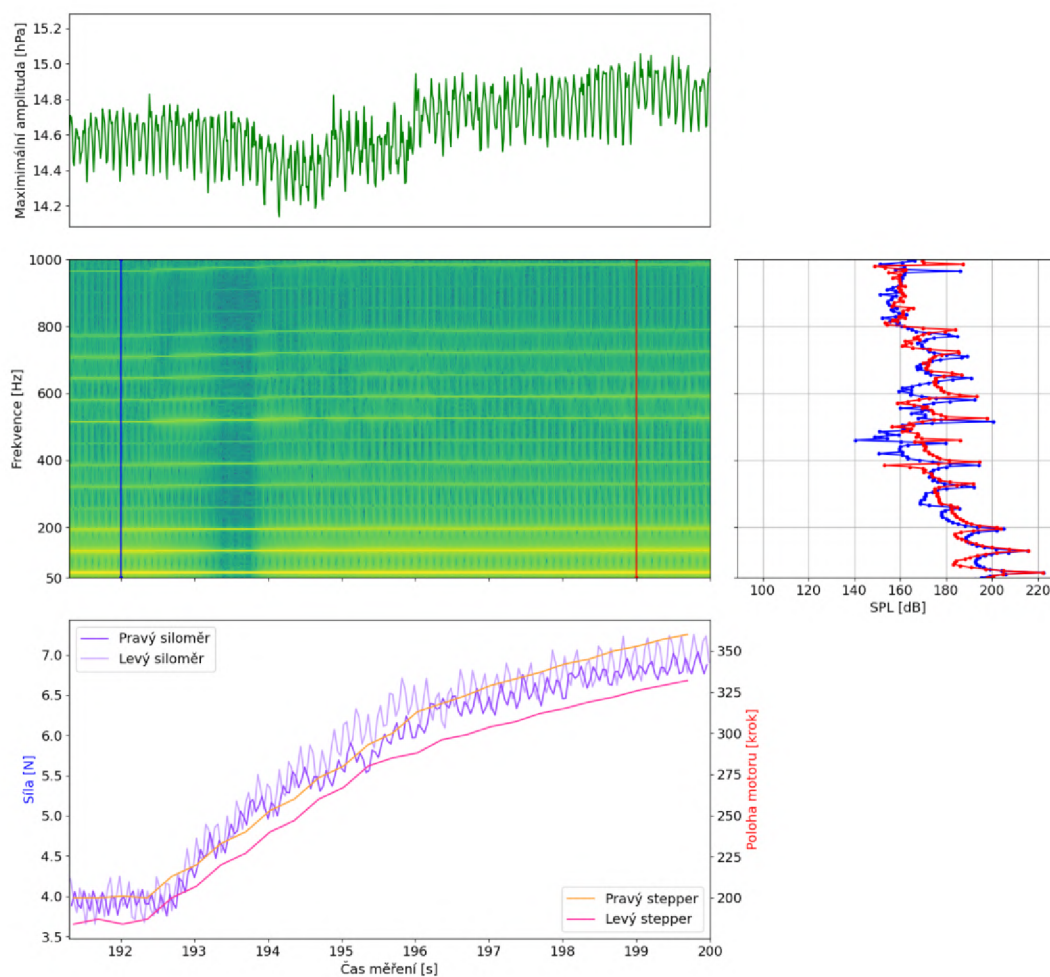 Maximimální amplituda [hPa]
15.2
15.0
14.8
14.6
14.4
14.2
Frekvence [Hz]
1000
800
600
400
200
50
100 120 140 160 180 200 220
SPL [dB]
Síla [N]
7.0
6.5
6.0
5.5
5.0
4.5
4.0
3.5
Pravý siloměr
Levý siloměr
Pravý stepper
Levý stepper
350
325
300
275
250
225
200
Poloha motoru [krok]
192 193 194 195 196 197 198 199 200
Čas měření [s]